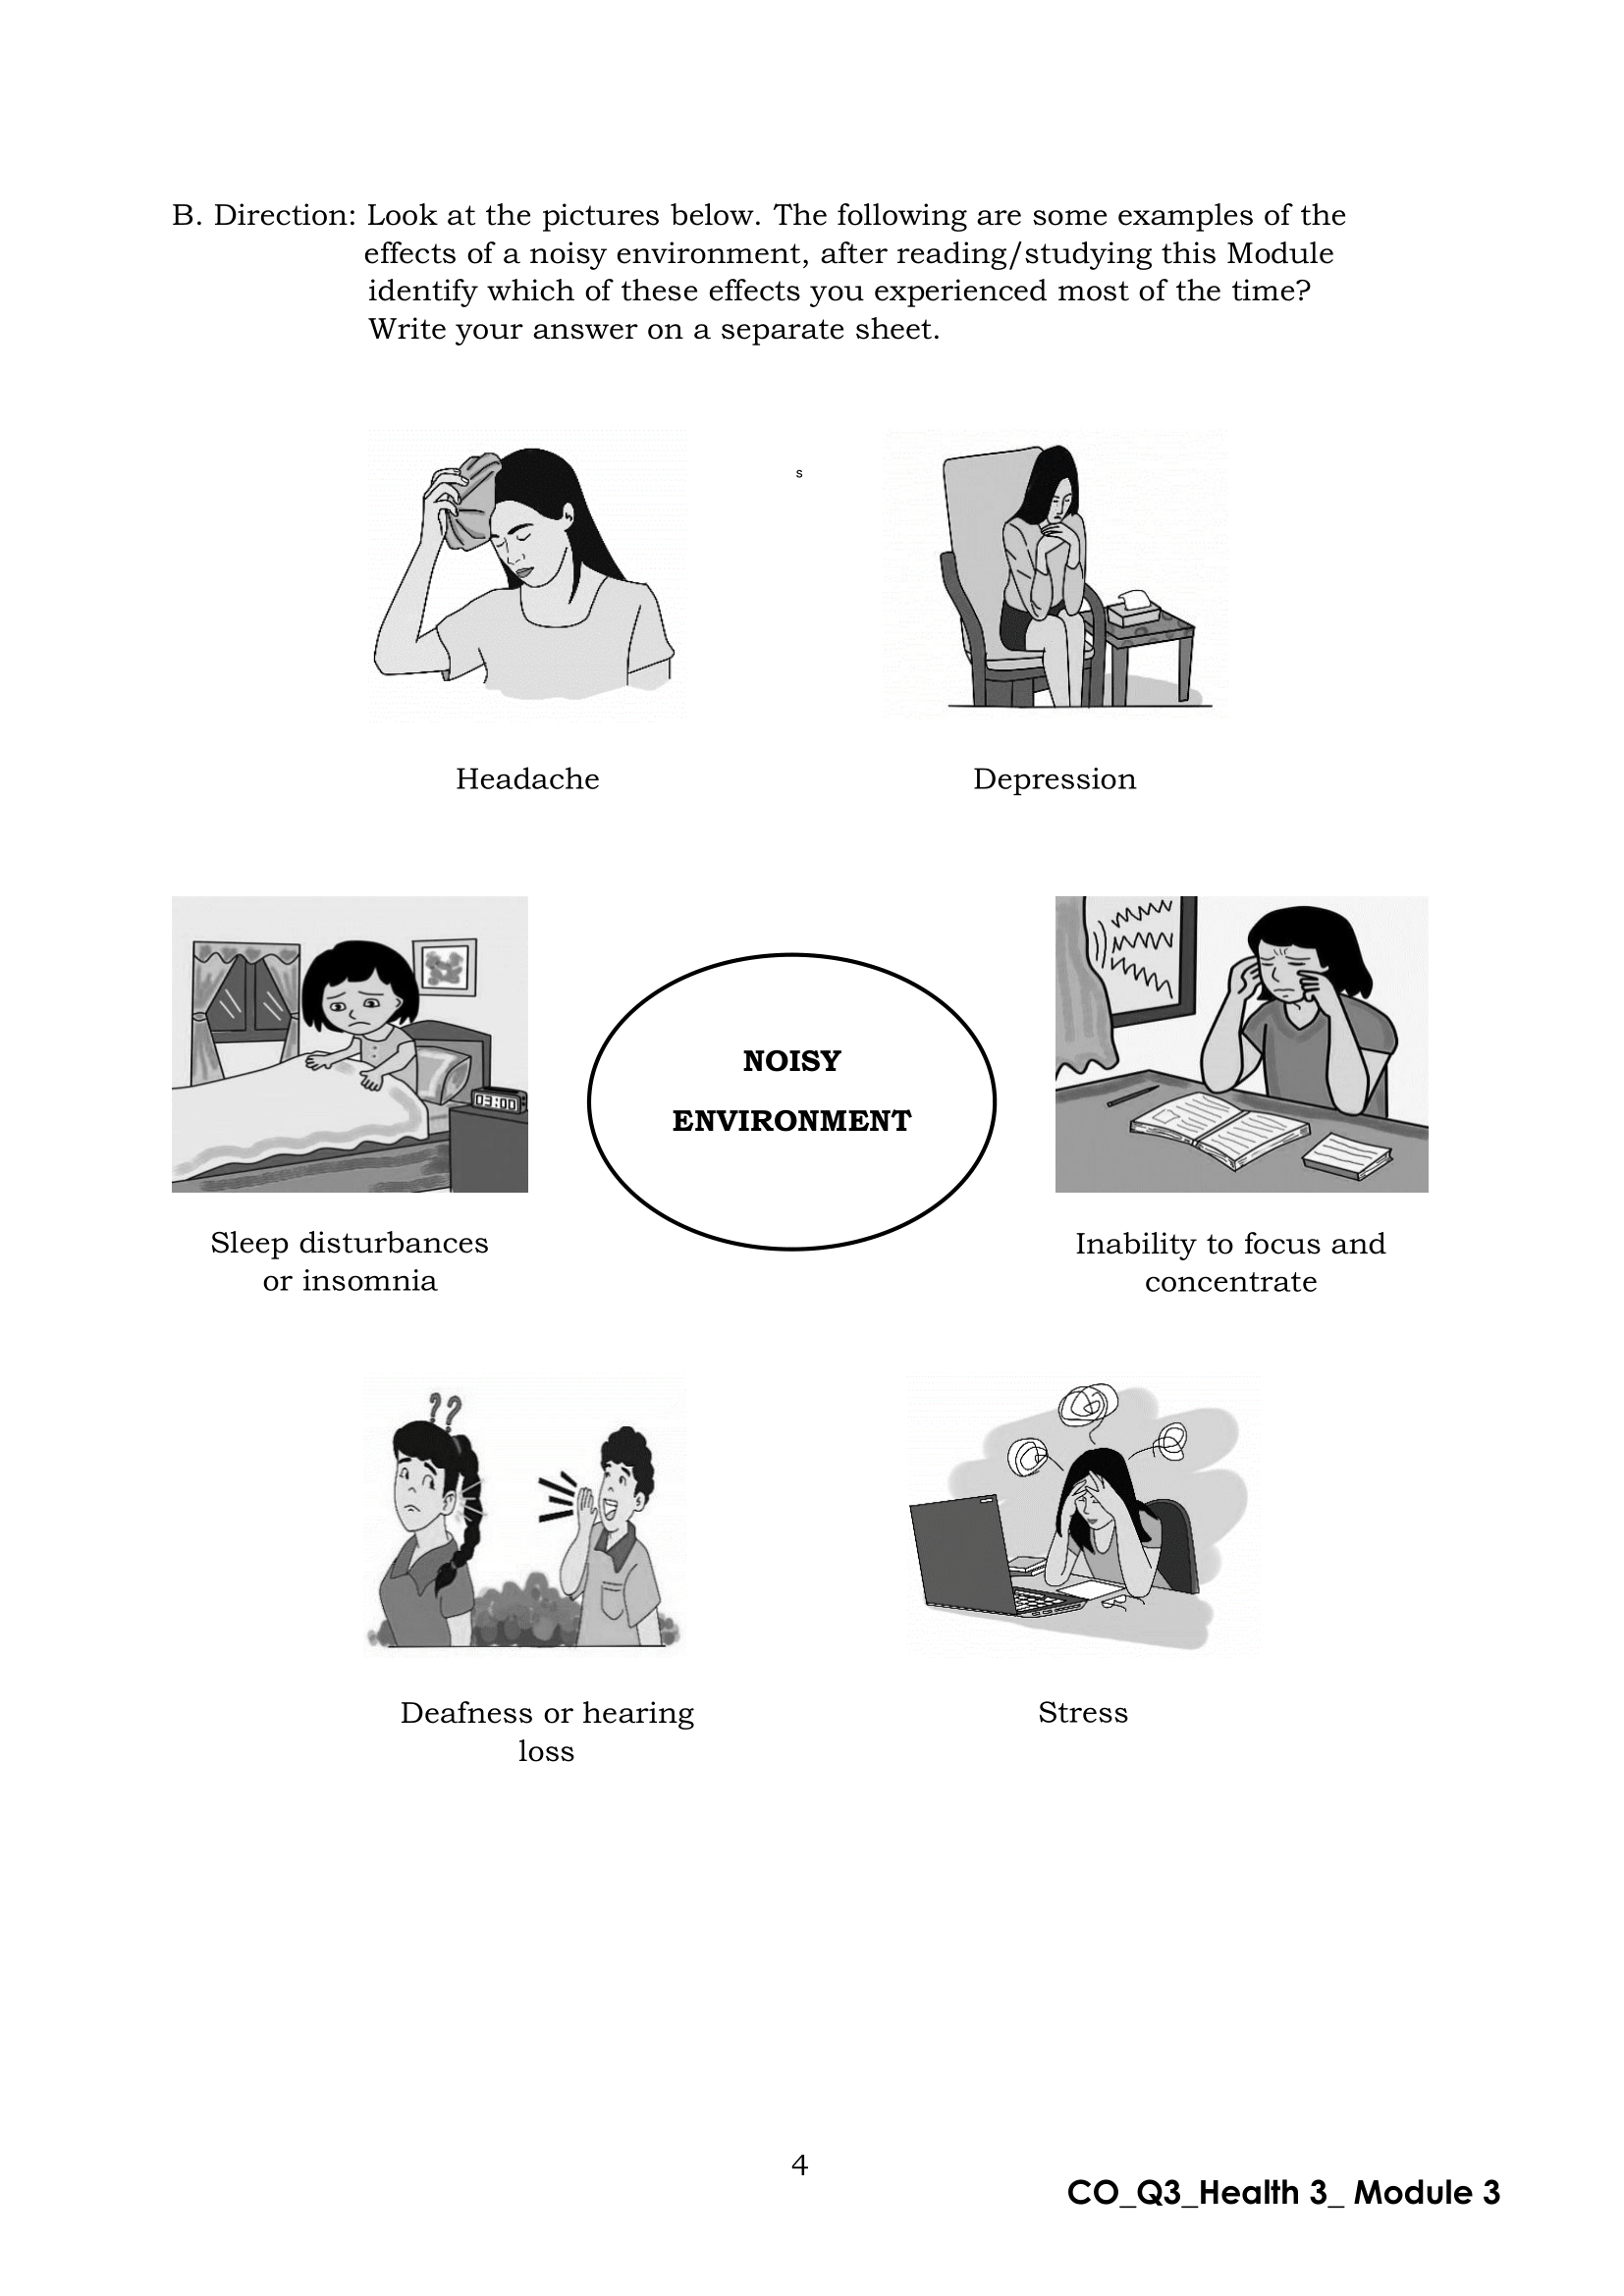 B. Direction: Look at the pictures below. The following are some examples of the
effects of a noisy environment, after reading/studying this Module
identify which of these effects you experienced most of the time?
Write your answer on a separate sheet.
s
Headache
Depression
03:00
NOISY
ENVIRONMENT
Sleep disturbances
or insomnia
Inability to focus and
concentrate
??
Deafness or hearing
loss
Stress
4
CO_Q3_Health 3_ Module 3